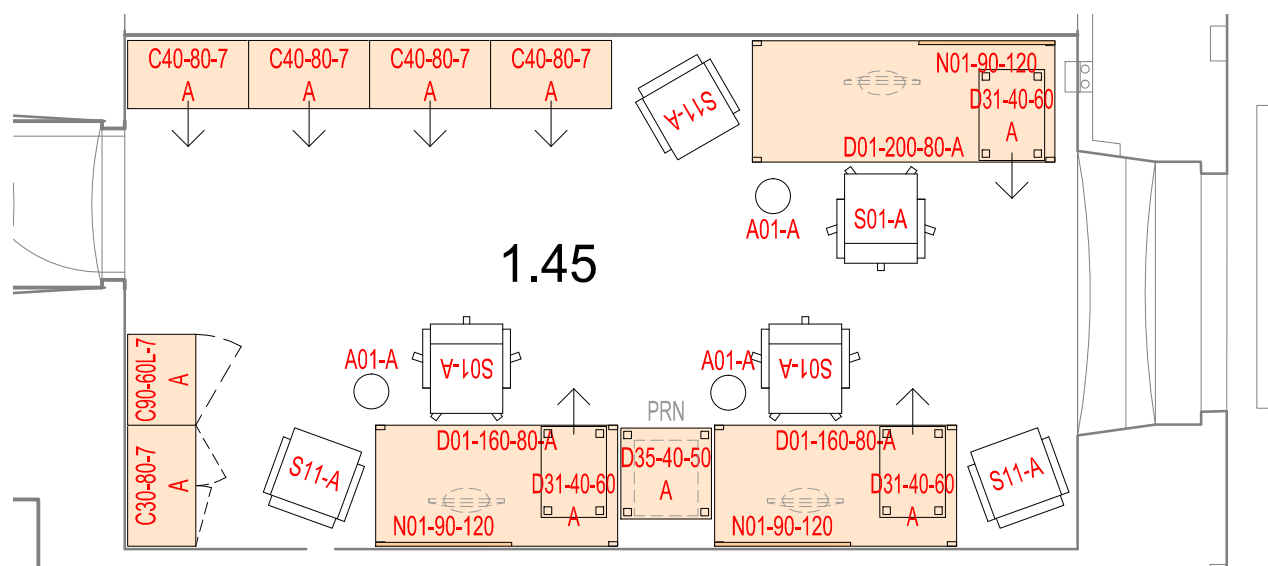 C40-80-7
A
C40-80-7
A
C40-80-7
A
C40-80-7
A
S11-A
N01-90-120
D31-40-60
A
D01-200-80-A
A01-A
S01-A
1.45
C90-60L-7
A
C30-80-7
A
A01-A
S01-A
A01-A
S01-A
PRN
S11-A
D01-160-80-A
D31-40-60
A
N01-90-120
D35-40-50
A
D01-160-80-A
D31-40-60
A
N01-90-120
S11-A